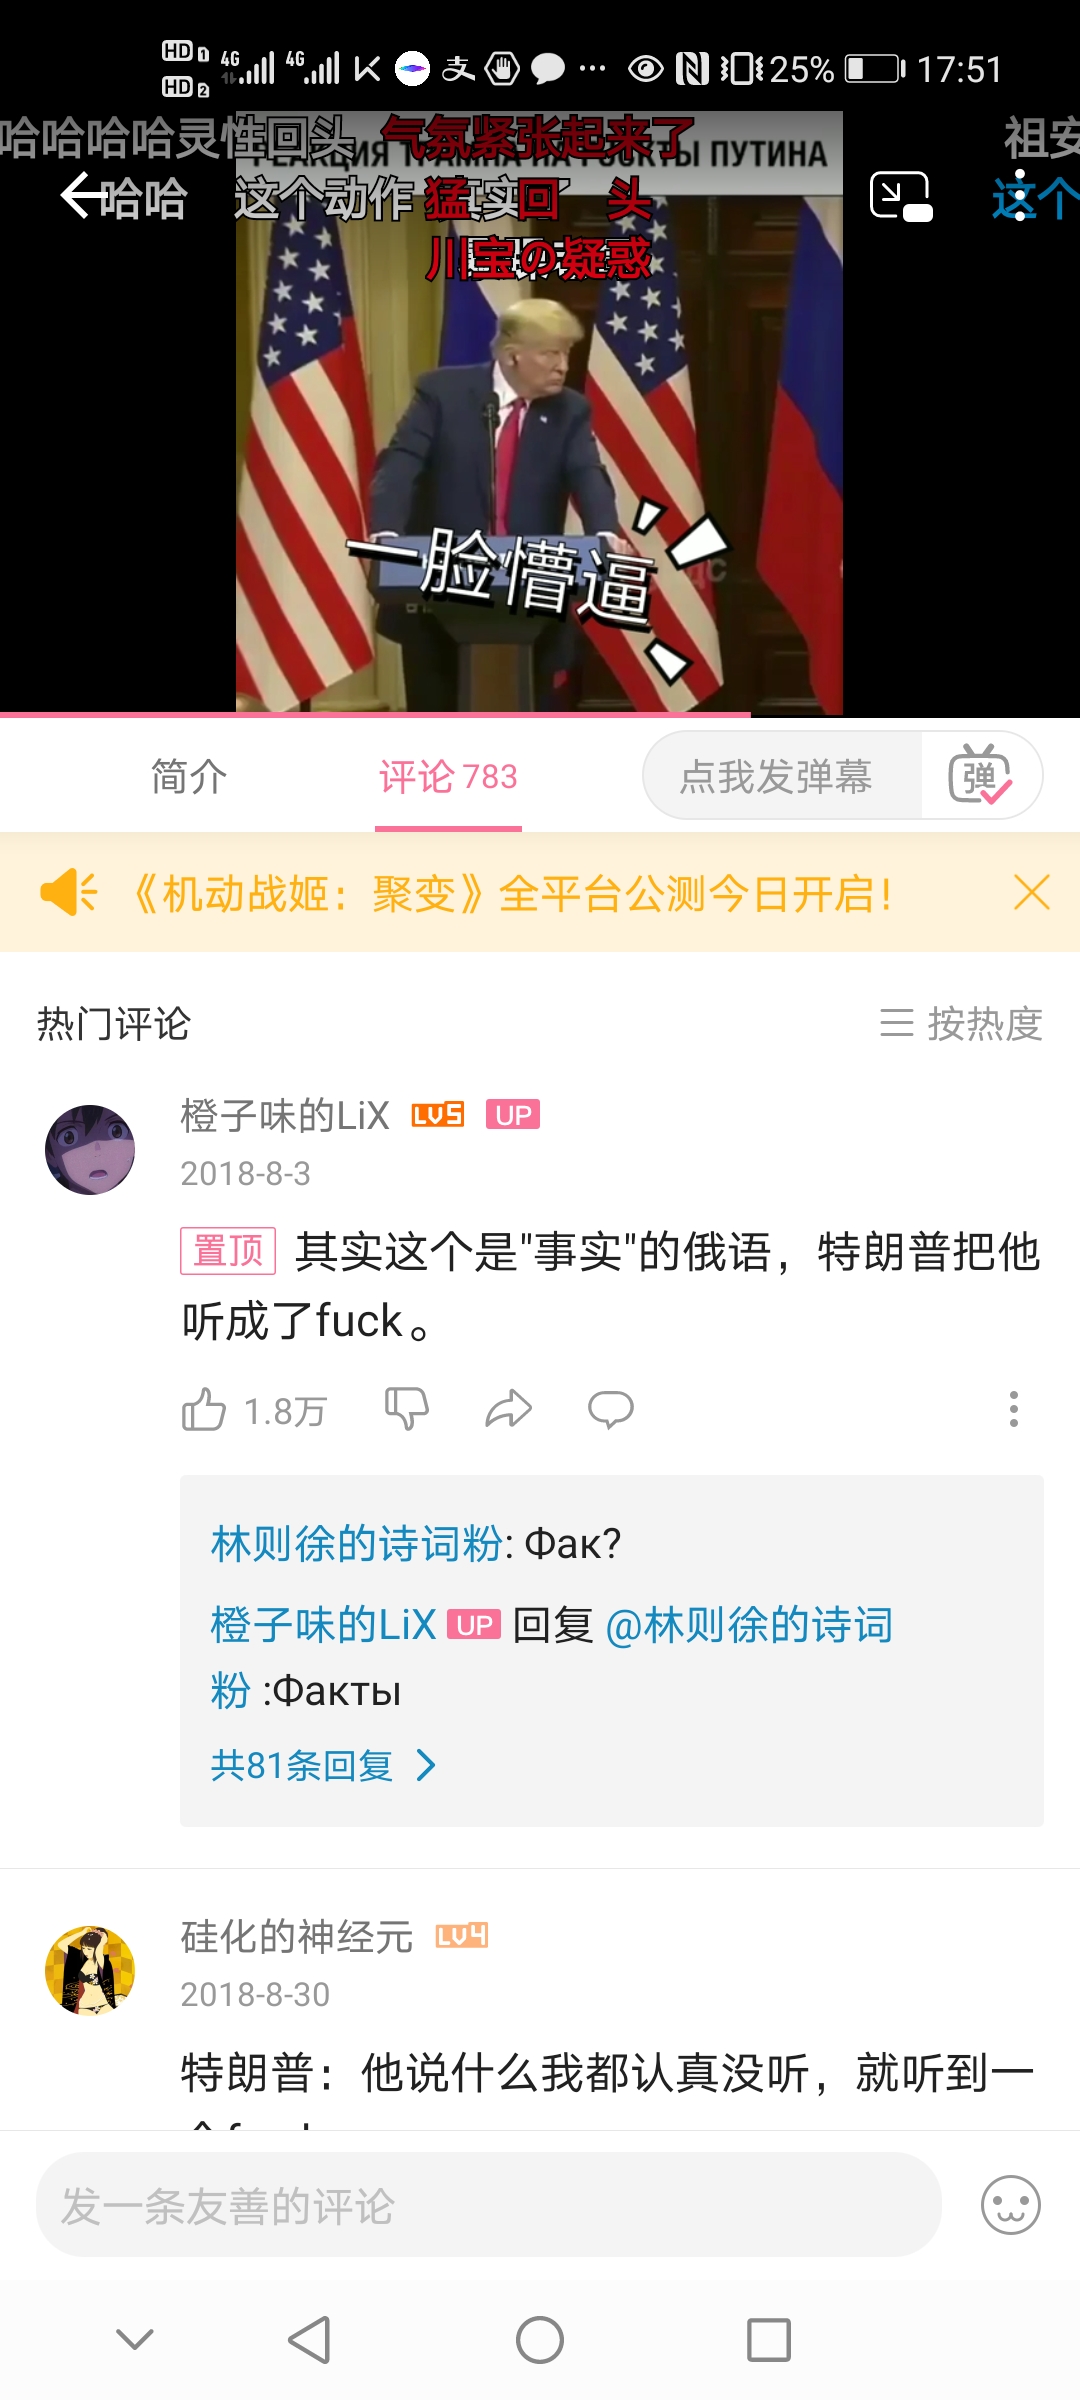 HD 1 4G 4G 支 ... 25% 17:51
HD 2
哈哈哈哈灵性回头 气氛紧张起来了 祖安
РЕАКЦИЯ ТРАМПА НА ФАКТЫ ПУТИНА
哈哈 这个动作 真实 猛 回 头 这个
川宝の疑惑
一脸懵逼
简介 评论 783 点我发弹幕 弹
《机动战姬：聚变》全平台公测今日开启！
热门评论 按热度
橙子味的LiX LV5 UP
2018-8-3
置顶 其实这个是"事实"的俄语，特朗普把他
听成了fuck。
1.8万
林则徐的诗词粉: Фак?
橙子味的LiX UP 回复 @林则徐的诗词
粉 :Факты
共81条回复
硅化的神经元 LV4
2018-8-30
特朗普：他说什么我都认真没听，就听到一
发一条友善的评论